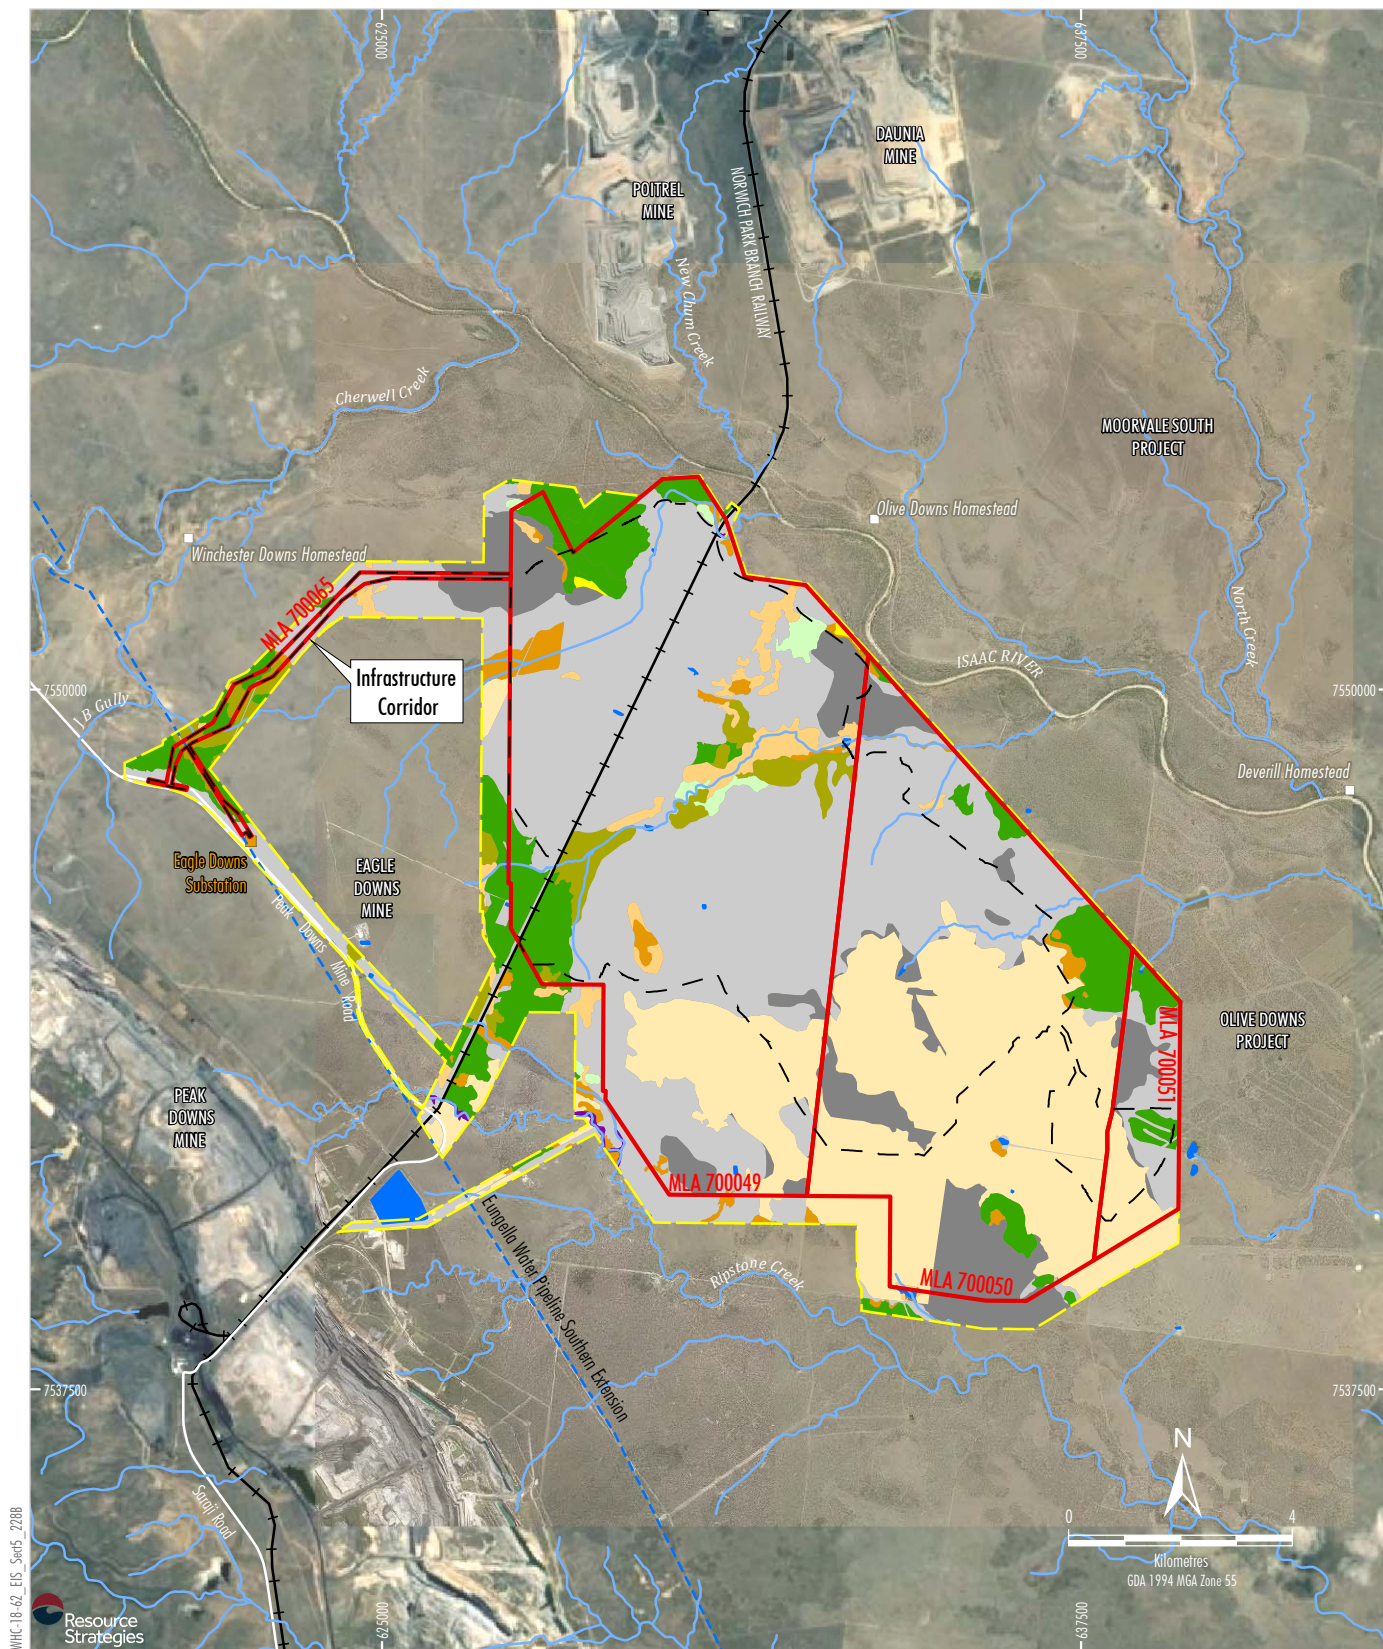 625000
637500
DAUNIA
MINE
POITREL
MINE
NORWICH PARK BRANCH RAILWAY
New Chum Creek
Cherwell Creek
MOORVALE SOUTH
PROJECT
Olive Downs Homestead
Winchester Downs Homestead
MLA 700065
North Creek
ISAAC RIVER
Infrastructure
Corridor
7550000
7550000
J B Gully
Deverill Homestead
Eagle Downs
Substation
EAGLE
DOWNS
MINE
Peak Downs Mine Road
OLIVE DOWNS
PROJECT
MLA 700051
PEAK
DOWNS
MINE
MLA 700049
Eungella Water Pipeline Southern Extension
Ripstone Creek
MLA 700050
7537500
7537500
N
Saraji Road
0 4
Kilometres
GDA 1994 MGA Zone 55
WHC-18-62_EIS_Sect5_228B
Resource
Strategies
625000
637500